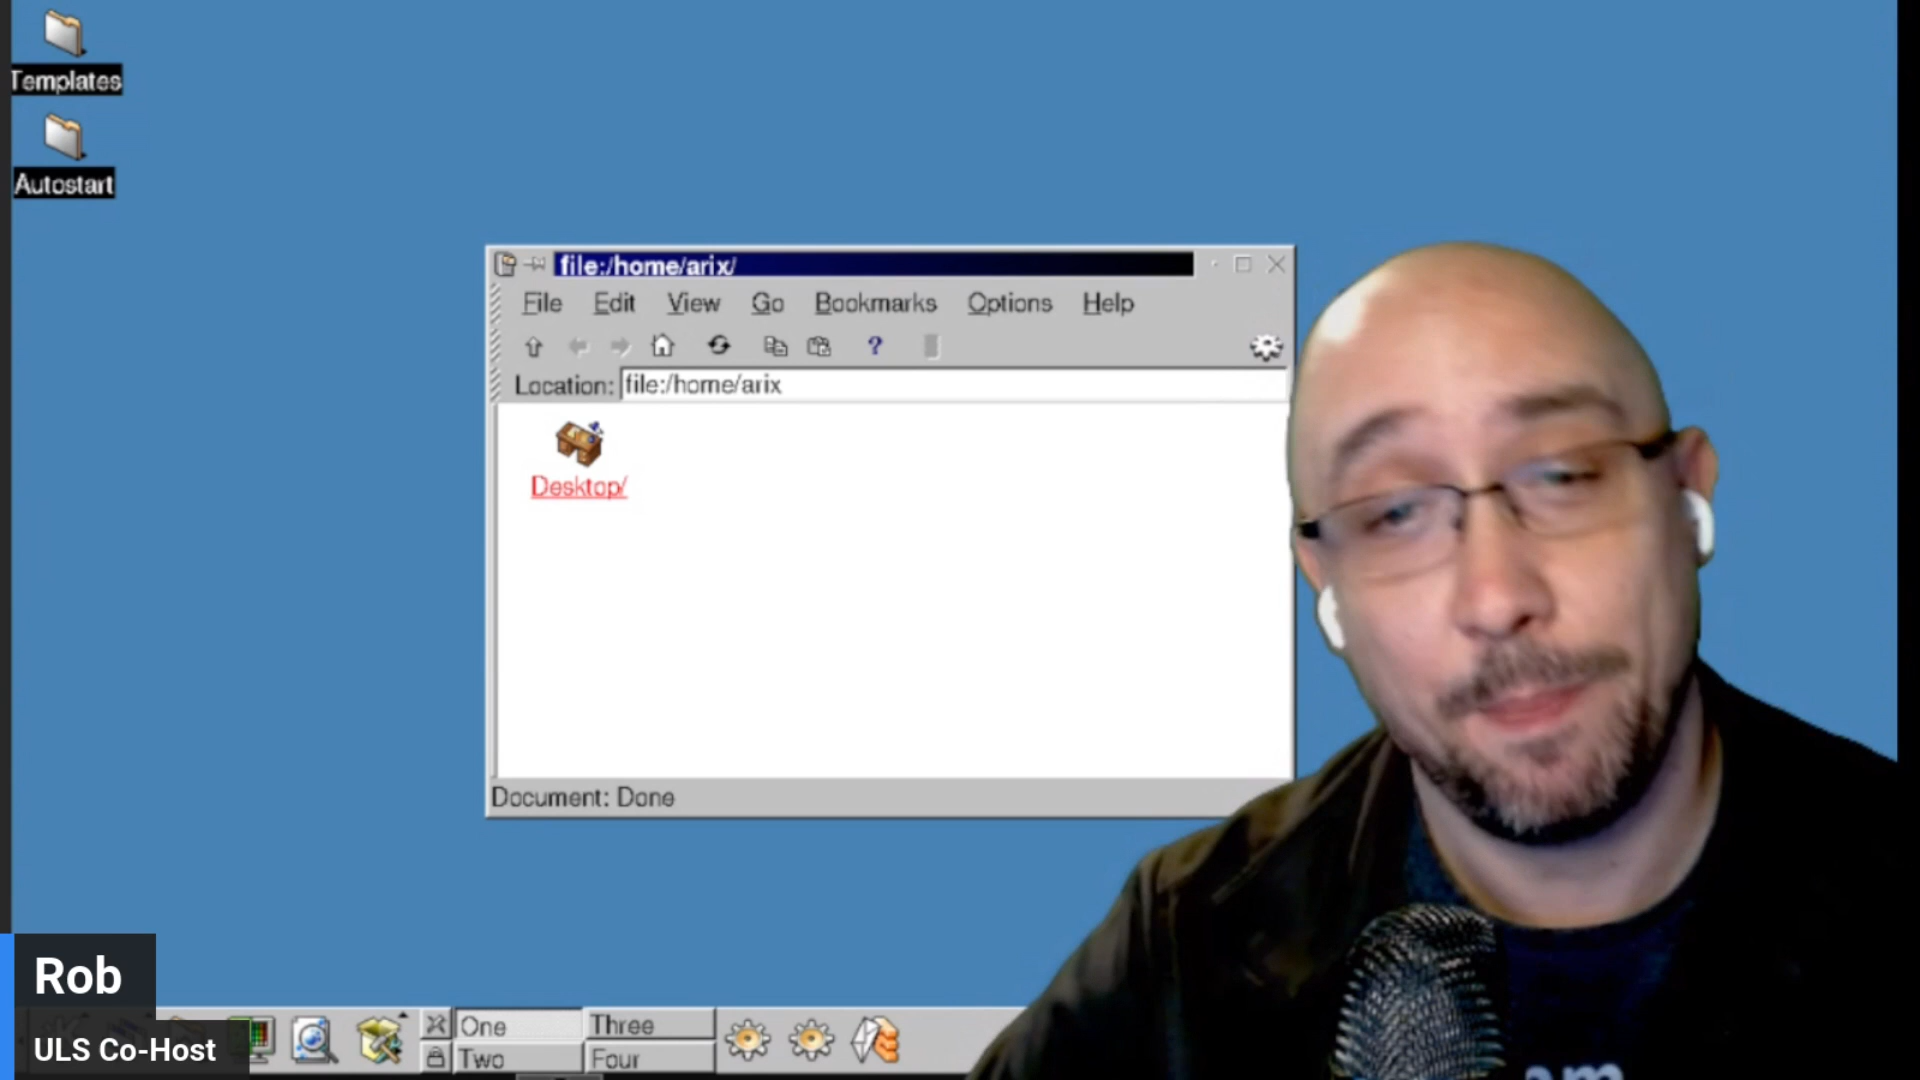 Templates
Autostart
file:/home/arix/
File Edit View Go Bookmarks Options Help
?
Location: file:/home/arix
Desktop/
Document: Done
Rob
ULS Co-Host
One Three
Two Four